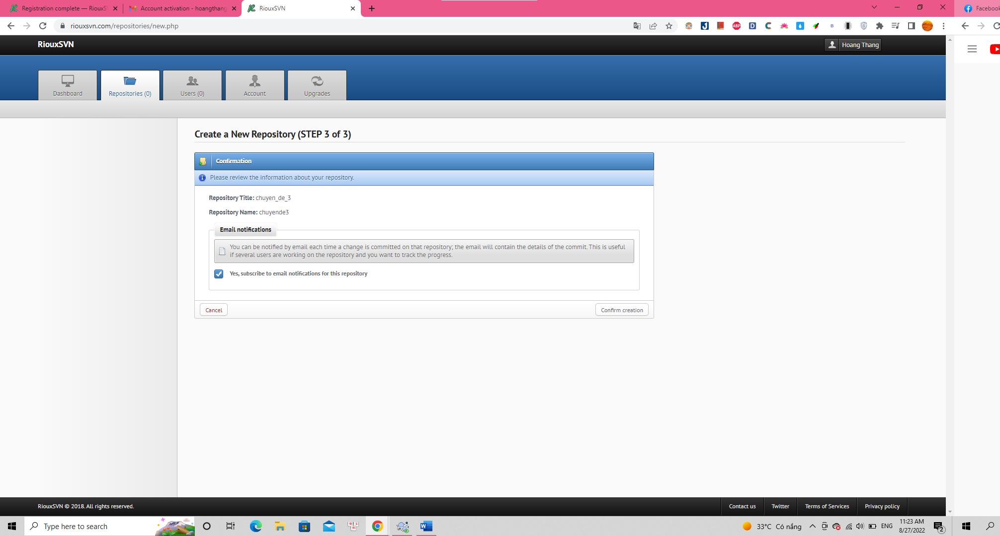 Registration complete — RiouxS
Account activation - hoangthang
RiouxSVN
Facebook
riouxsvn.com/repositories/new.php
ABP
RiouxSVN
Hoang Thang
Dashboard
Repositories (0)
Users (0)
Account
Upgrades
Create a New Repository (STEP 3 of 3)
Confirmation
Please review the information about your repository.
Repository Title: chuyen_de_3
Repository Name: chuyende3
Email notifications
You can be notified by email each time a change is committed on that repository; the email will contain the details of the commit. This is useful
if several users are working on the repository and you want to track the progress.
Yes, subscribe to email notifications for this repository
Cancel
Confirm creation
RiouxSVN © 2018. All rights reserved.
Contact us
Twitter
Terms of Services
Privacy policy
Type here to search
33°C Có nắng
ENG
11:23 AM
8/27/2022
2